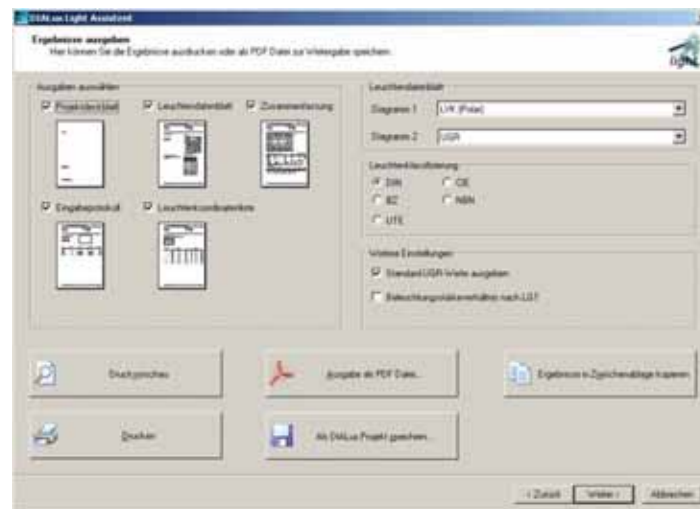 DIALux Light Assistent
Ergebnisse ausgeben
Hier können Sie die Ergebnisse ausdrucken oder als PDF Datei zur Weitergabe speichern.
light
Ausgaben auswählen
Projektdeckblatt
Leuchtendatenblatt
Zusammenfassung
Eingabeprotokoll
Leuchtenkoordinatenliste
Leuchtendatenblatt
Diagramm 1
LVK (Polar)
Diagramm 2
UGR
Leuchtenklassifizierung
DIN
CIE
BZ
NBN
UTE
Weitere Einstellungen
Standard UGR-Werte ausgeben
Beleuchtungsstärkeverhältnis nach LG7
Druckvorschau
Ausgabe als PDF Datei...
Ergebnisse in Zwischenablage kopieren
Drucken
Als DIALux Projekt speichern...
< Zurück
Weiter >
Abbrechen